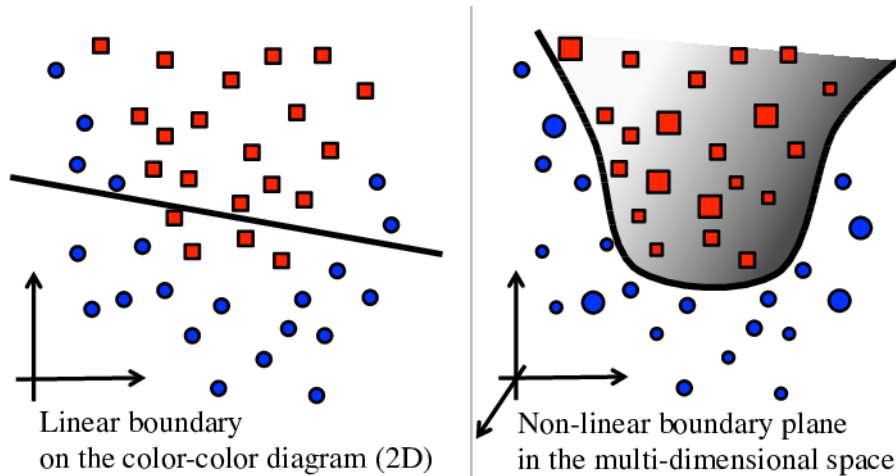 Linear boundary
on the color-color diagram (2D)
Non-linear boundary plane
in the multi-dimensional space